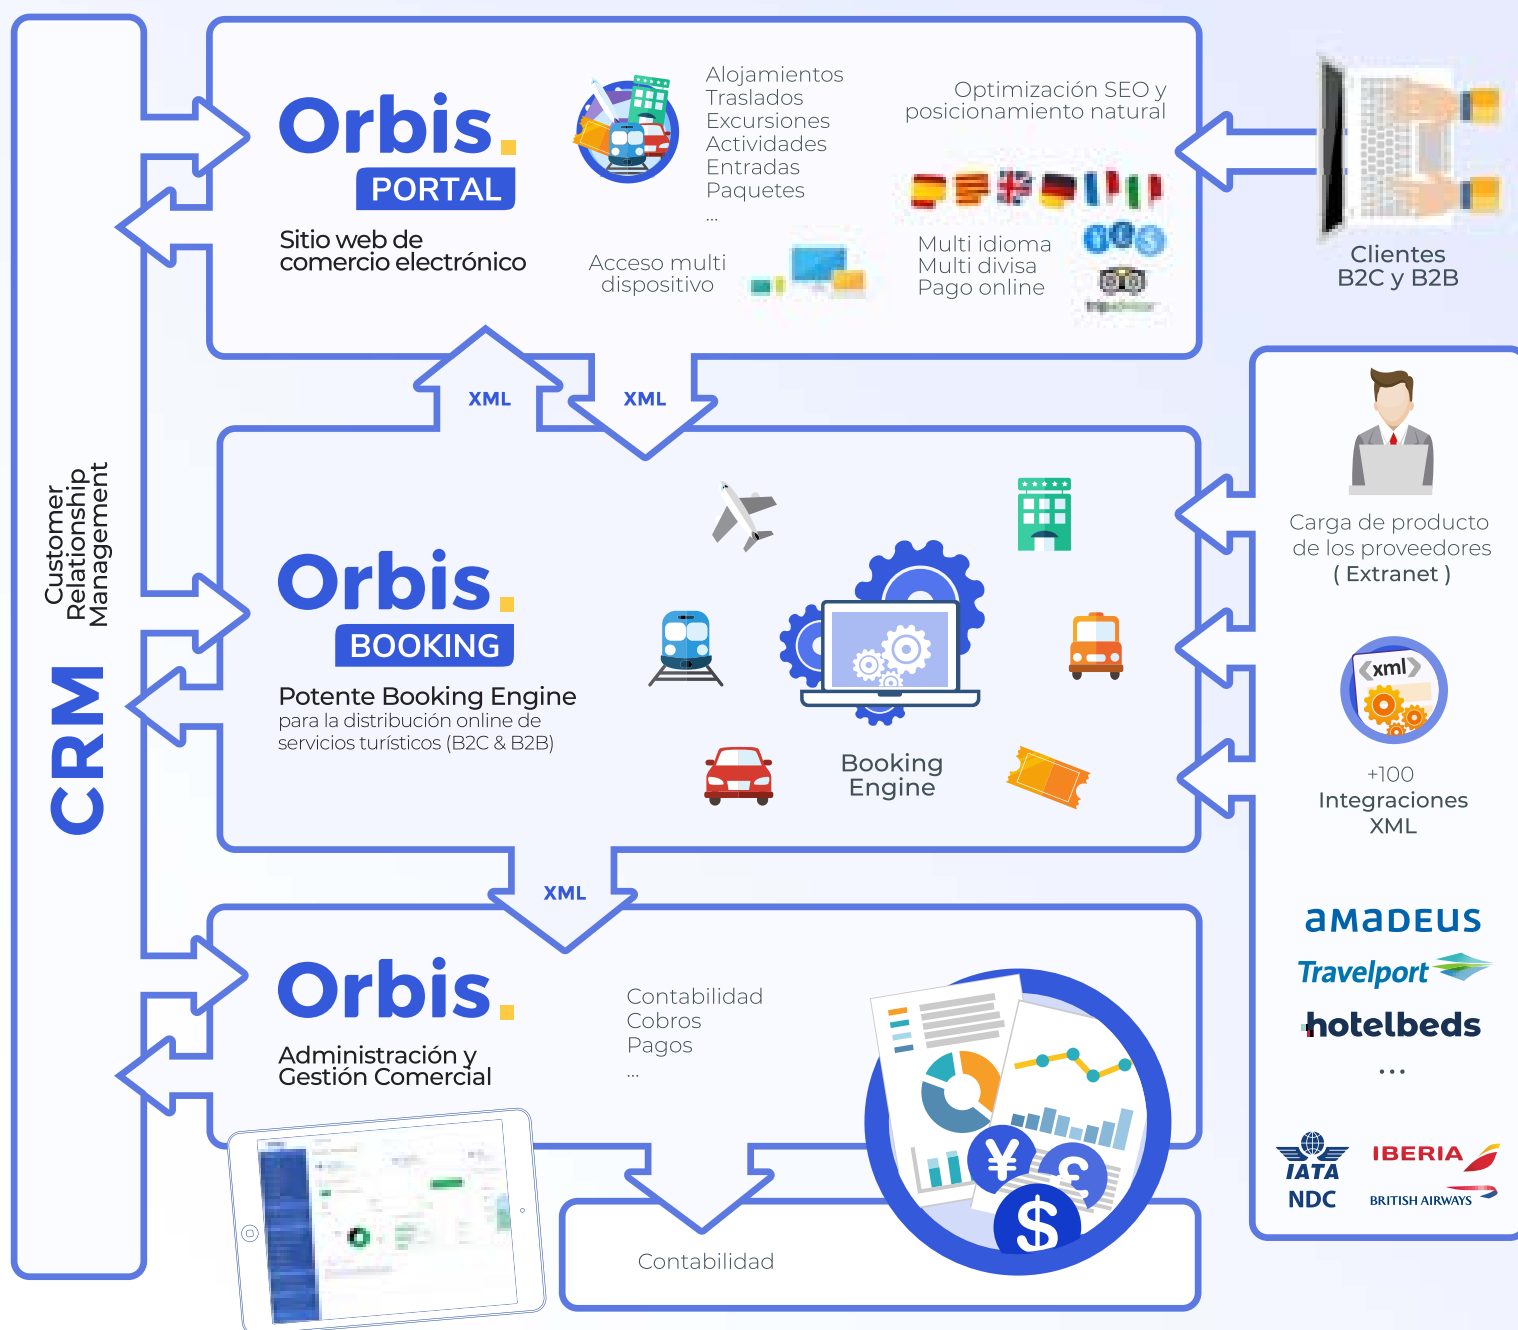 Customer
Relationship
Management
CRM
Orbis.
PORTAL
Sitio web de
comercio electrónico
Alojamientos
Traslados
Excursiones
Actividades
Entradas
Paquetes
...
Acceso multi
dispositivo
Optimización SEO y
posicionamiento natural
Multi idioma
Multi divisa
Pago online
Clientes
B2C y B2B
XML
XML
Orbis.
BOOKING
Potente Booking Engine
para la distribución online de
servicios turísticos (B2C & B2B)
Booking
Engine
Carga de producto
de los proveedores
( Extranet )
<xml>
+100
Integraciones
XML
aMaDEUS
Travelport
hotelbeds
...
IATA
NDC
IBERIA
BRITISH AIRWAYS
XML
Orbis.
Administración y
Gestión Comercial
Contabilidad
Cobros
Pagos
...
¥
£
$
Contabilidad